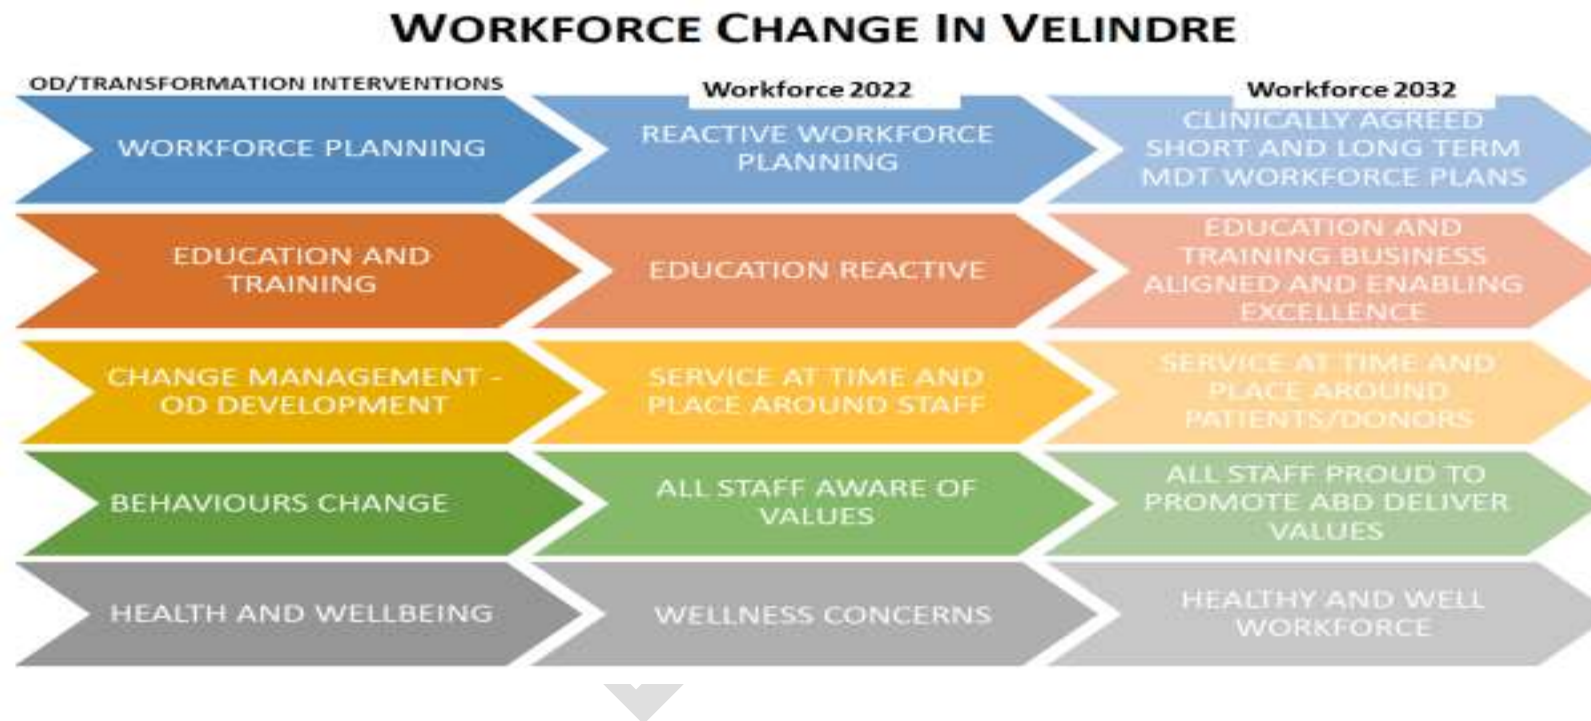 WORKFORCE CHANGE IN VELINDRE
OD/TRANSFORMATION INTERVENTIONS
Workforce 2022
Workforce 2032
WORKFORCE PLANNING
REACTIVE WORKFORCE
PLANNING
CLINICALLY AGREED
SHORT AND LONG TERM
MDT WORKFORCE PLANS
EDUCATION AND
TRAINING
EDUCATION REACTIVE
EDUCATION AND
TRAINING BUSINESS
ALIGNED AND ENABLING
EXCELLENCE
CHANGE MANAGEMENT -
OD DEVELOPMENT
SERVICE AT TIME AND
PLACE AROUND STAFF
SERVICE AT TIME AND
PLACE AROUND
PATIENTS/DONORS
BEHAVIOURS CHANGE
ALL STAFF AWARE OF
VALUES
ALL STAFF PROUD TO
PROMOTE ABD DELIVER
VALUES
HEALTH AND WELLBEING
WELLNESS CONCERNS
HEALTHY AND WELL
WORKFORCE